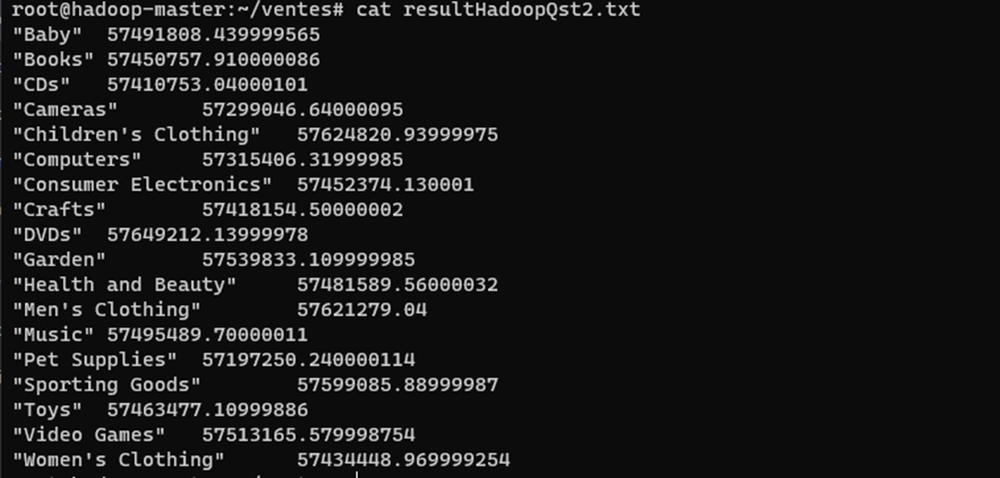 root@hadoop-master:~/ventes# cat resultHadoopQst2.txt
"Baby"  57491808.439999565
"Books" 57450757.910000086
"CDs"   57410753.04000101
"Cameras"       57299046.64000095
"Children's Clothing"   57624820.93999975
"Computers"     57315406.31999985
"Consumer Electronics"  57452374.130001
"Crafts"        57418154.50000002
"DVDs"  57649212.13999978
"Garden"        57539833.109999985
"Health and Beauty"     57481589.56000032
"Men's Clothing"        57621279.04
"Music" 57495489.70000011
"Pet Supplies"  57197250.240000114
"Sporting Goods"        57599085.88999987
"Toys"  57463477.10999886
"Video Games"   57513165.579998754
"Women's Clothing"      57434448.969999254